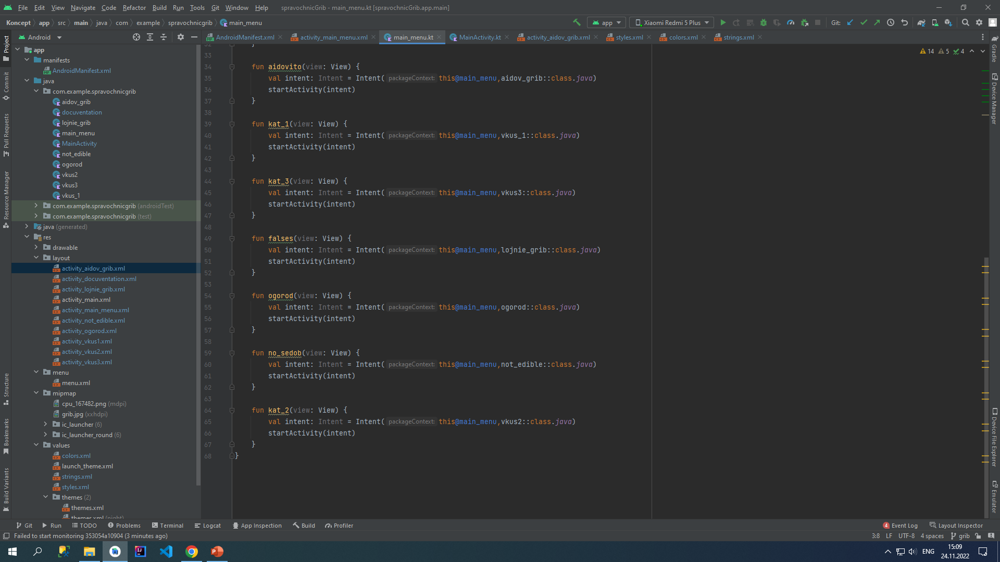 File Edit View Navigate Code Refactor Build Run Tools Git Window Help spravochnicGrib - main_menu.kt [spravochnicGrib.app.main]
Koncept app src main java com example spravochnicgrib main_menu app Xiaomi Redmi 5 Plus Git:
Android AndroidManifest.xml activity_main_menu.xml main_menu.kt MainActivity.kt activity_aidov_grib.xml styles.xml colors.xml strings.xml
14 5 4
Project
Commit
Pull Requests
Resource Manager
Structure
Bookmarks
Build Variants
app
manifests
AndroidManifest.xml
java
com.example.spravochnicgrib
aidov_grib
docuventation
lojnie_grib
main_menu
MainActivity
not_edible
ogorod
vkus2
vkus3
vkus_1
com.example.spravochnicgrib (androidTest)
com.example.spravochnicgrib (test)
java (generated)
res
drawable
layout
activity_aidov_grib.xml
activity_docuventation.xml
activity_lojnie_grib.xml
activity_main.xml
activity_main_menu.xml
activity_not_edible.xml
activity_ogorod.xml
activity_vkus1.xml
activity_vkus2.xml
activity_vkus3.xml
menu
menu.xml
mipmap
cpu_167482.png (mdpi)
grib.jpg (xxhdpi)
ic_launcher (6)
ic_launcher_round (6)
values
colors.xml
launch_theme.xml
strings.xml
styles.xml
themes (2)
themes.xml
themes.xml (night)
32 }
33
34 fun aidovito(view: View) {
35 val intent: Intent = Intent( packageContext: this@main_menu,aidov_grib::class.java)
36 startActivity(intent)
37 }
38
39 fun kat_1(view: View) {
40 val intent: Intent = Intent( packageContext: this@main_menu,vkus_1::class.java)
41 startActivity(intent)
42 }
43
44 fun kat_3(view: View) {
45 val intent: Intent = Intent( packageContext: this@main_menu,vkus3::class.java)
46 startActivity(intent)
47 }
48
49 fun falses(view: View) {
50 val intent: Intent = Intent( packageContext: this@main_menu,lojnie_grib::class.java)
51 startActivity(intent)
52 }
53
54 fun ogorod(view: View) {
55 val intent: Intent = Intent( packageContext: this@main_menu,ogorod::class.java)
56 startActivity(intent)
57 }
58
59 fun no_sedob(view: View) {
60 val intent: Intent = Intent( packageContext: this@main_menu,not_edible::class.java)
61 startActivity(intent)
62 }
63
64 fun kat_2(view: View) {
65 val intent: Intent = Intent( packageContext: this@main_menu,vkus2::class.java)
66 startActivity(intent)
67 }
68 }
Gradle
Device Manager
Device File Explorer
Emulator
Git Run TODO Problems Terminal Logcat App Inspection Build Profiler 4 Event Log Layout Inspector
Failed to start monitoring 353054a10904 (3 minutes ago) 3:8 LF UTF-8 4 spaces grib
ENG 15:09
24.11.2022